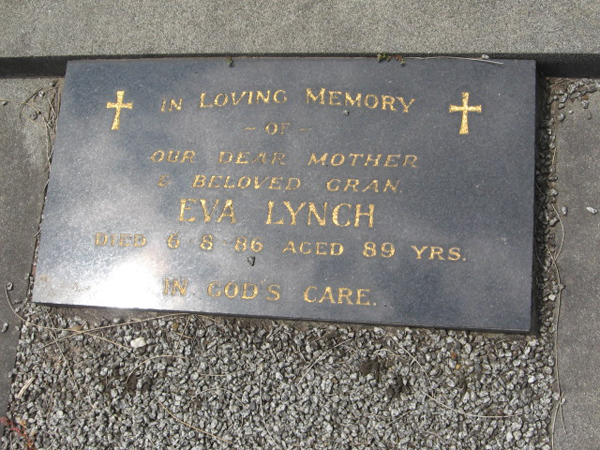 IN LOVING MEMORY
~ OF ~
OUR DEAR MOTHER
& BELOVED GRAN.
EVA LYNCH
DIED 6·8·86 AGED 89 YRS.
IN GOD'S CARE.